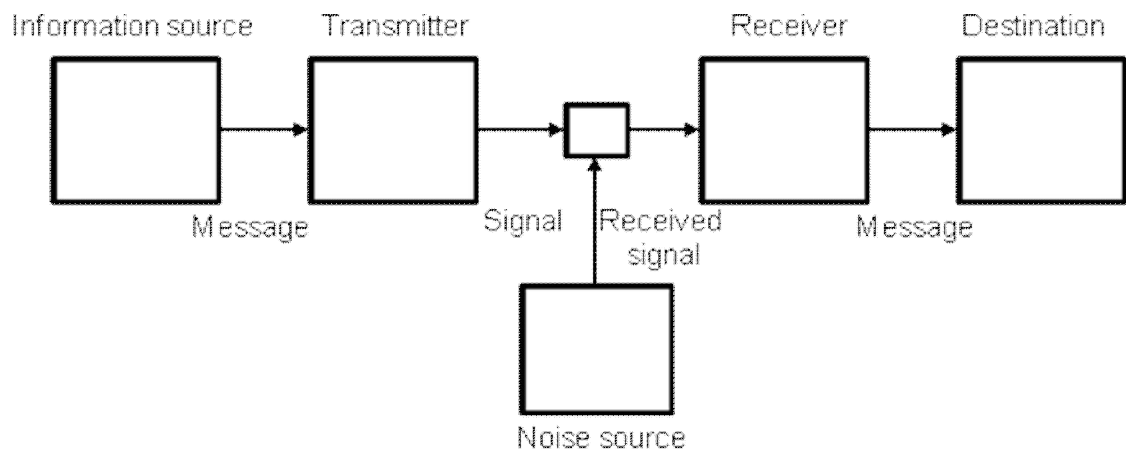 Information source
Transmitter
Receiver
Destination
Message
Signal
Received
signal
Message
Noise source